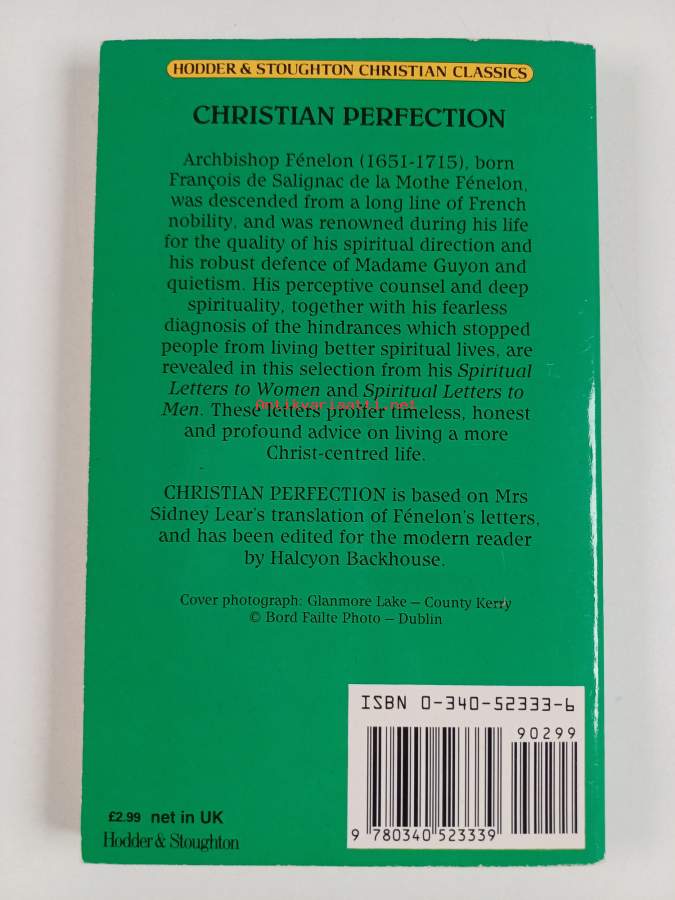 HODDER & STOUGHTON CHRISTIAN CLASSICS
CHRISTIAN PERFECTION
Archbishop Fénelon (1651-1715), born
François de Salignac de la Mothe Fénelon,
was descended from a long line of French
nobility, and was renowned during his life
for the quality of his spiritual direction and
his robust defence of Madame Guyon and
quietism. His perceptive counsel and deep
spirituality, together with his fearless
diagnosis of the hindrances which stopped
people from living better spiritual lives, are
revealed in this selection from his Spiritual
Letters to Women and Spiritual Letters to
Antikvariaatti.net
Men. These letters proffer timeless, honest
and profound advice on living a more
Christ-centred life.
CHRISTIAN PERFECTION is based on Mrs
Sidney Lear's translation of Fénelon's letters,
and has been edited for the modern reader
by Halcyon Backhouse.
Cover photograph: Glanmore Lake – County Kerry
© Bord Failte Photo – Dublin
ISBN 0-340-52333-6
90299
9 780340 523339
£2.99 net in UK
Hodder & Stoughton